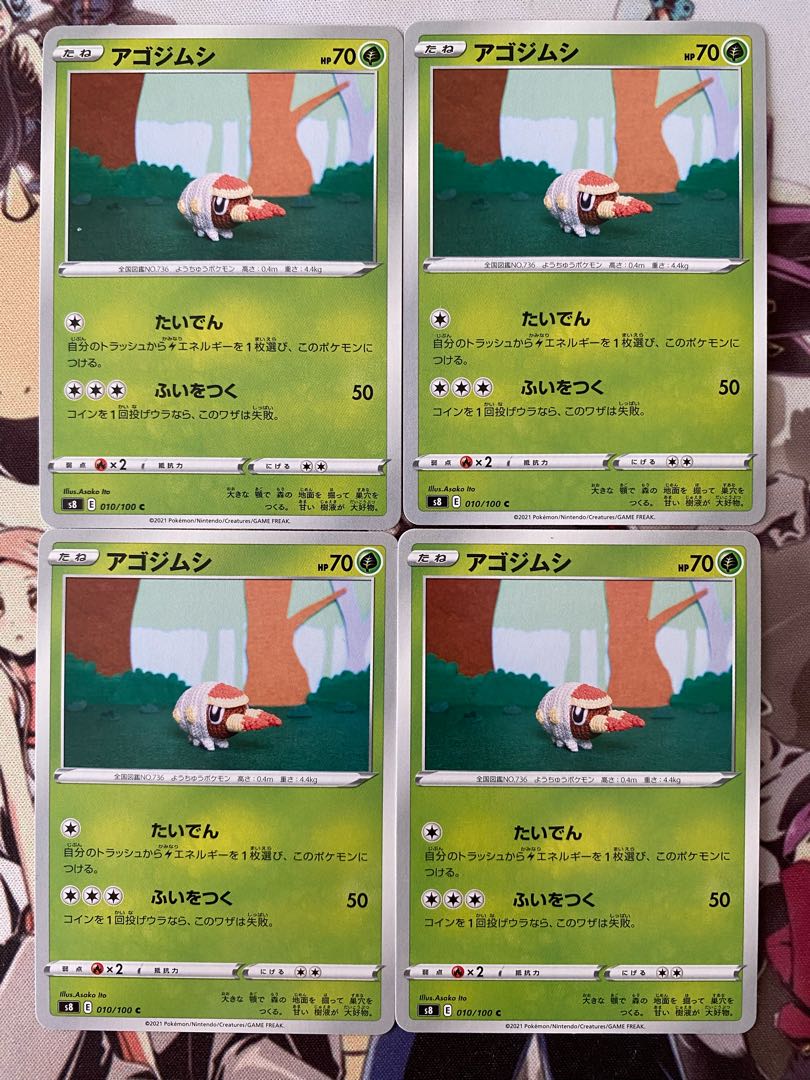 たね アゴジムシ HP70
全国図鑑NO.736 ようちゅうポケモン 高さ：0.4m 重さ：4.4kg
たいでん
自分のトラッシュからエネルギーを1枚選び、このポケモンに
つける。
ふいをつく 50
コインを1回投げウラなら、このワザは失敗。
弱点 ×2 抵抗力 にげる
Illus.Asako Ito
s8 E 010/100 C
大きな 顎で 森の 地面を 掘って 巣穴を
つくる。 甘い 樹液が 大好物。
©2021 Pokémon/Nintendo/Creatures/GAME FREAK.
たね アゴジムシ HP70
全国図鑑NO.736 ようちゅうポケモン 高さ：0.4m 重さ：4.4kg
たいでん
自分のトラッシュからエネルギーを1枚選び、このポケモンに
つける。
ふいをつく 50
コインを1回投げウラなら、このワザは失敗。
弱点 ×2 抵抗力 にげる
Illus.Asako Ito
s8 E 010/100 C
大きな 顎で 森の 地面を 掘って 巣穴を
つくる。 甘い 樹液が 大好物。
©2021 Pokémon/Nintendo/Creatures/GAME FREAK.
たね アゴジムシ HP70
全国図鑑NO.736 ようちゅうポケモン 高さ：0.4m 重さ：4.4kg
たいでん
自分のトラッシュからエネルギーを1枚選び、このポケモンに
つける。
ふいをつく 50
コインを1回投げウラなら、このワザは失敗。
弱点 ×2 抵抗力 にげる
Illus.Asako Ito
s8 E 010/100 C
大きな 顎で 森の 地面を 掘って 巣穴を
つくる。 甘い 樹液が 大好物。
©2021 Pokémon/Nintendo/Creatures/GAME FREAK.
たね アゴジムシ HP70
全国図鑑NO.736 ようちゅうポケモン 高さ：0.4m 重さ：4.4kg
たいでん
自分のトラッシュからエネルギーを1枚選び、このポケモンに
つける。
ふいをつく 50
コインを1回投げウラなら、このワザは失敗。
弱点 ×2 抵抗力 にげる
Illus.Asako Ito
s8 E 010/100 C
大きな 顎で 森の 地面を 掘って 巣穴を
つくる。 甘い 樹液が 大好物。
©2021 Pokémon/Nintendo/Creatures/GAME FREAK.